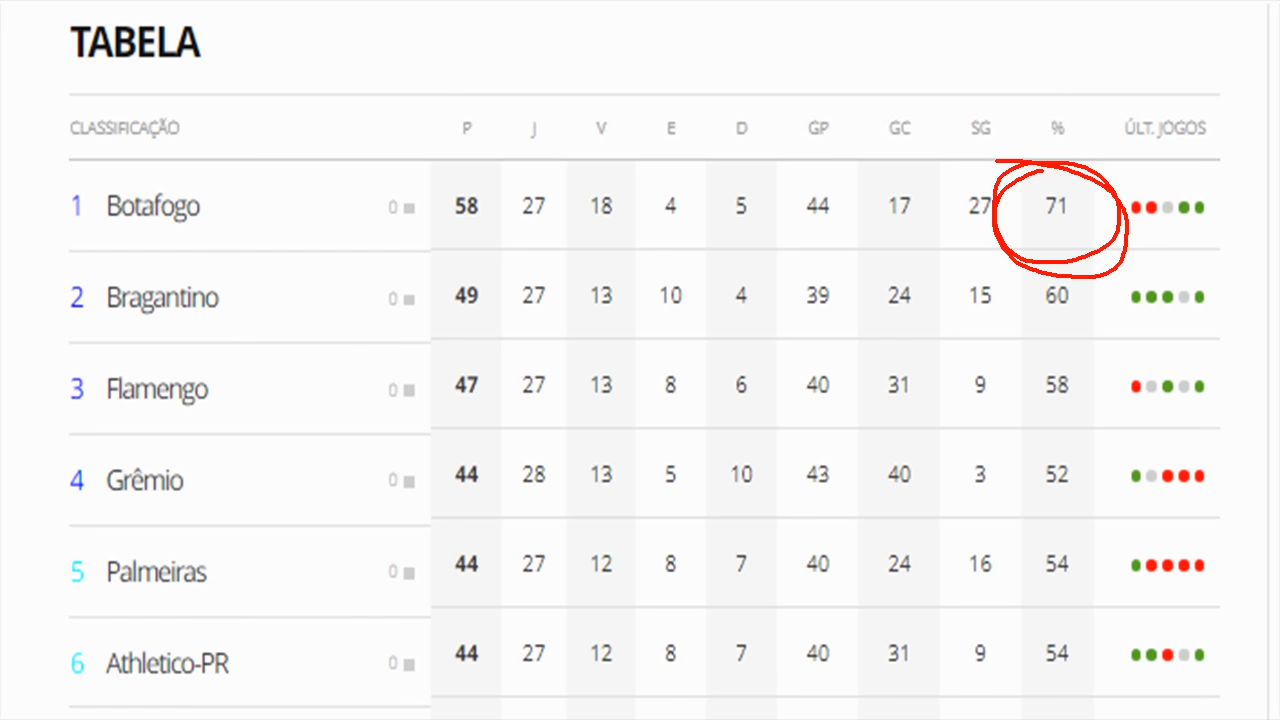 TABELA
CLASSIFICAÇÃO P J V E D GP GC SG % ÚLT. JOGOS
1 Botafogo 0 58 27 18 4 5 44 17 27 71
2 Bragantino 0 49 27 13 10 4 39 24 15 60
3 Flamengo 0 47 27 13 8 6 40 31 9 58
4 Grêmio 0 44 28 13 5 10 43 40 3 52
5 Palmeiras 0 44 27 12 8 7 40 24 16 54
6 Athletico-PR 0 44 27 12 8 7 40 31 9 54